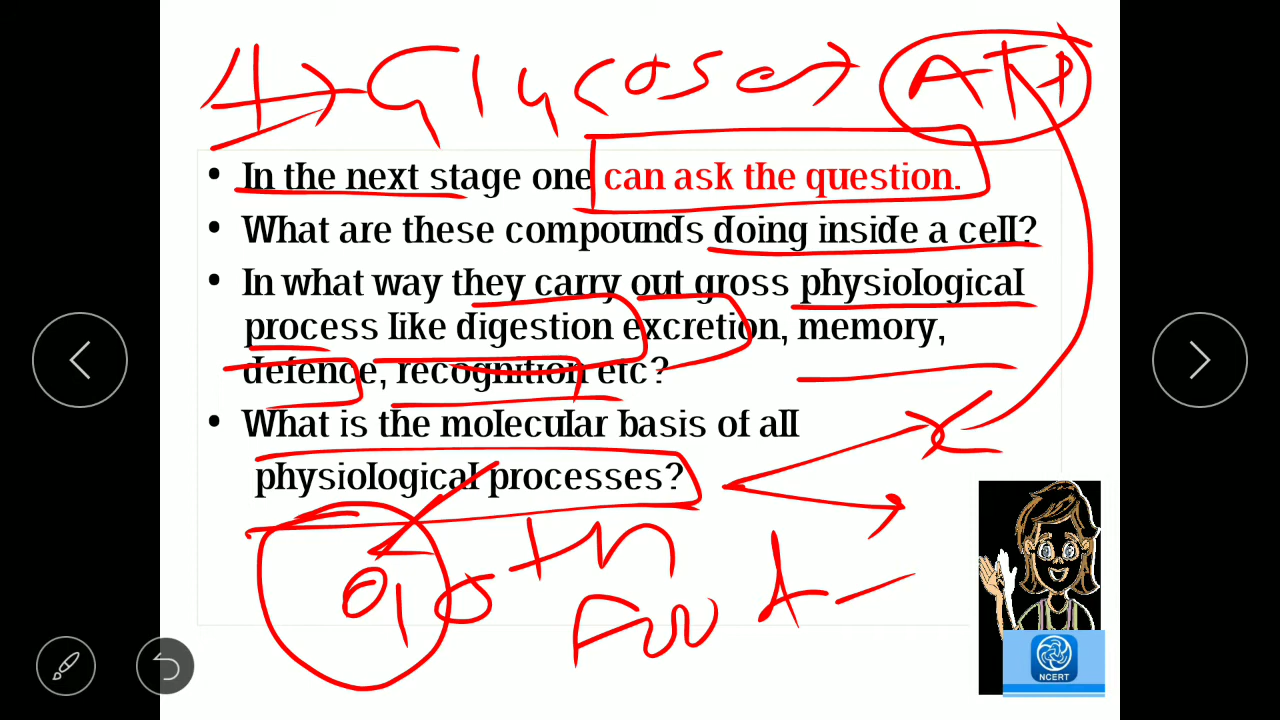 Glucose → ATP
• In the next stage one can ask the question.
• What are these compounds doing inside a cell?
• In what way they carry out gross physiological
process like digestion excretion, memory,
defence, recognition etc?
• What is the molecular basis of all
physiological processes?
NCERT